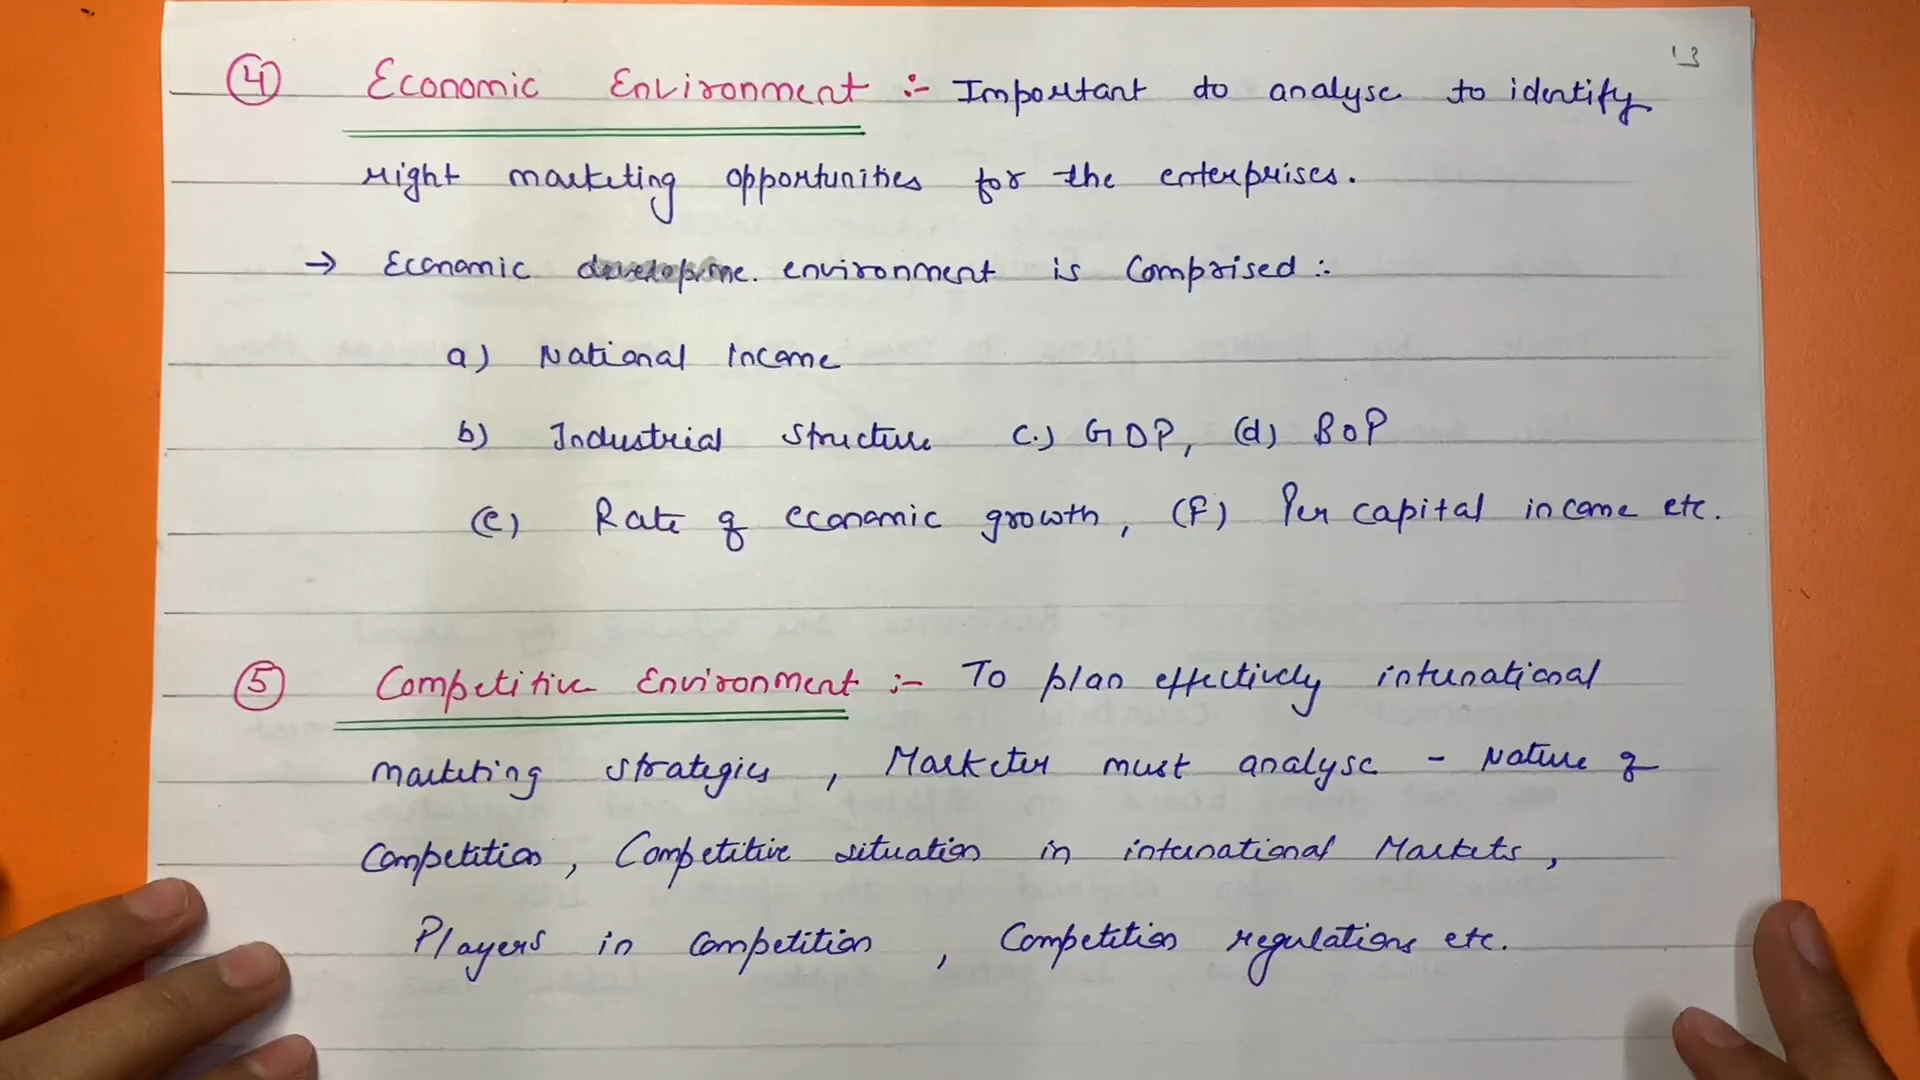 13
④ Economic Environment :- Important to analyse to identify
right marketing opportunities for the enterprises.
→ Economic environment is Comprised :-
a) National Income
b) Industrial Structure c.) GDP, (d) BOP
(e) Rate of economic growth, (F) Per capital income etc.
⑤ Competitive Environment :- To plan effectively international
marketing strategies, Marketer must analyse - Nature of
Competition, Competitive situation in international Markets,
Players in Competition, Competition regulations etc.